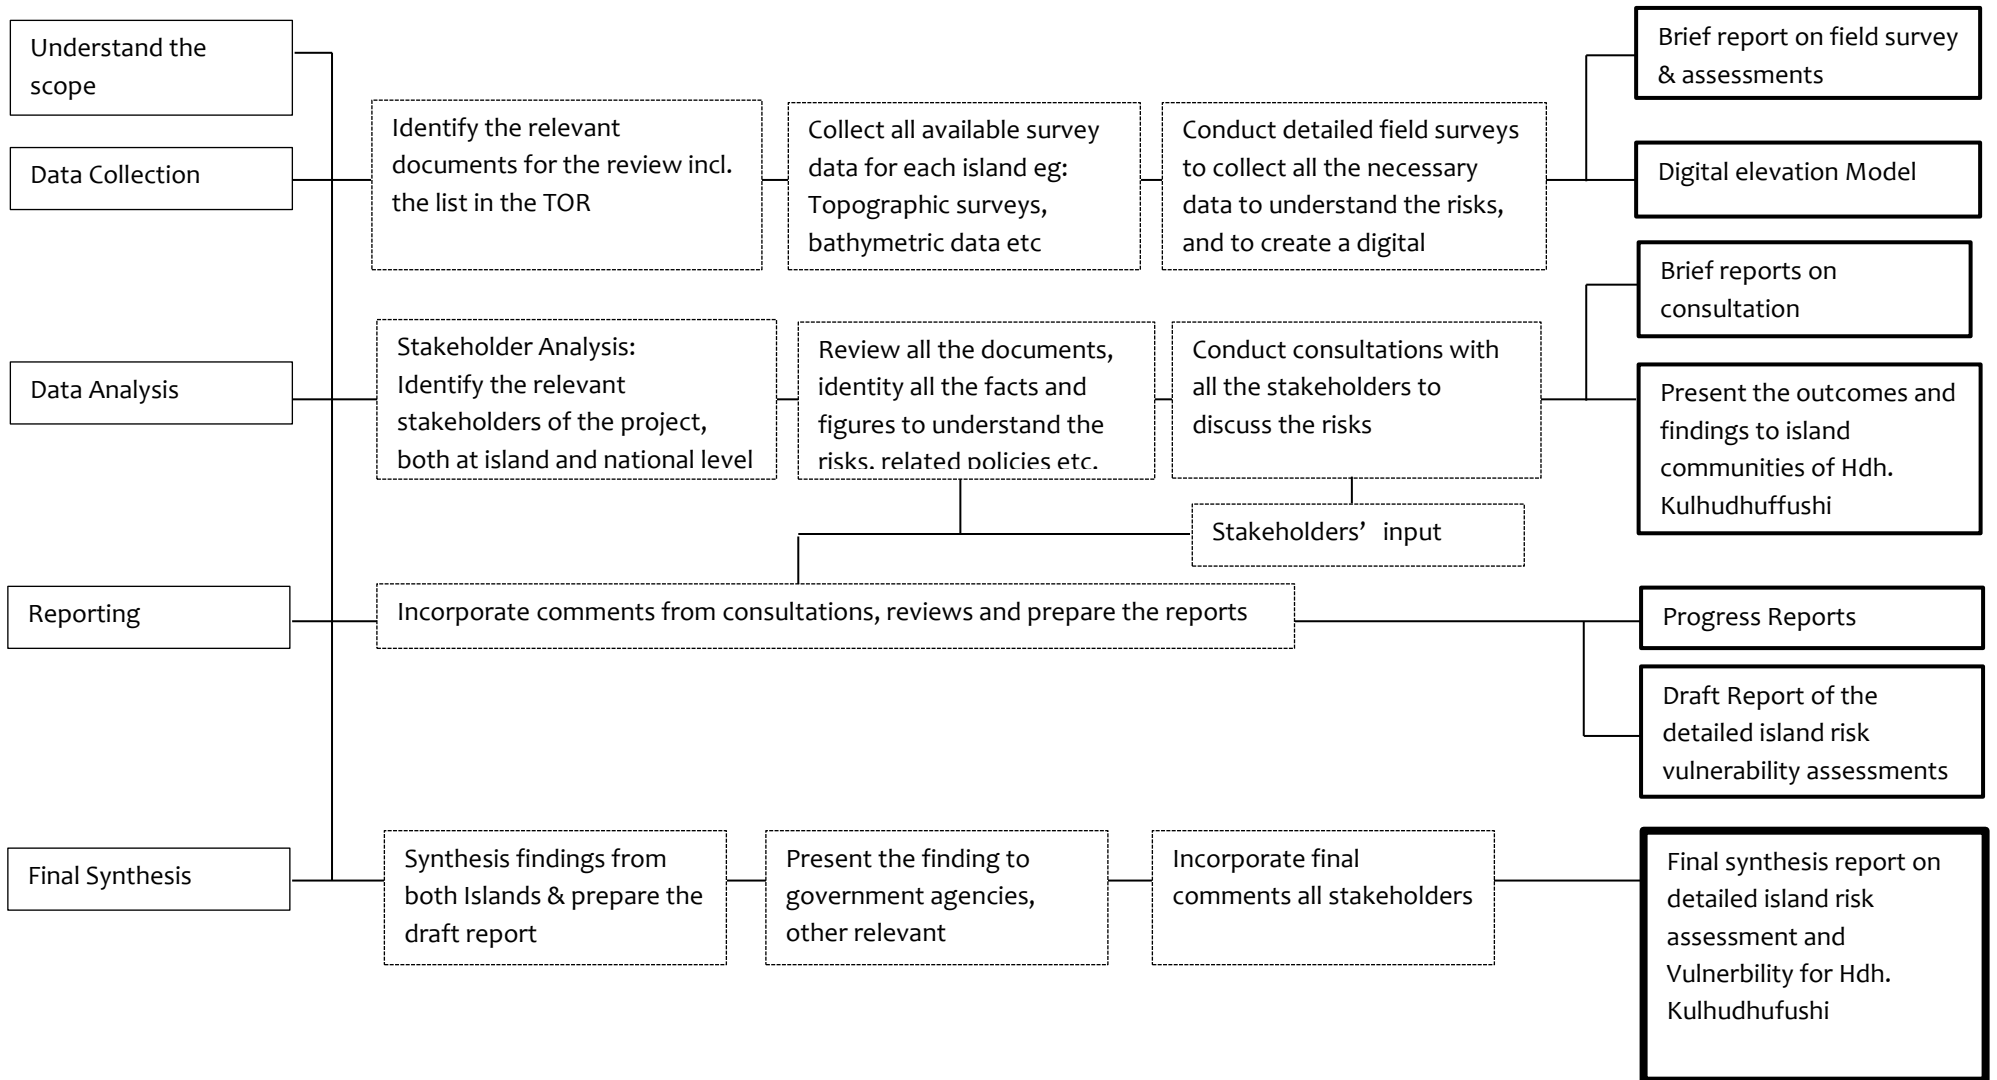 Understand the
scope
Brief report on field survey
& assessments
Data Collection
Identify the relevant
documents for the review incl.
the list in the TOR
Collect all available survey
data for each island eg:
Topographic surveys,
bathymetric data etc
Conduct detailed field surveys
to collect all the necessary
data to understand the risks,
and to create a digital
Digital elevation Model
Brief reports on
consultation
Data Analysis
Stakeholder Analysis:
Identify the relevant
stakeholders of the project,
both at island and national level
Review all the documents,
identity all the facts and
figures to understand the
risks, related policies etc.
Conduct consultations with
all the stakeholders to
discuss the risks
Present the outcomes and
findings to island
communities of Hdh.
Kulhudhuffushi
Stakeholders’ input
Reporting
Incorporate comments from consultations, reviews and prepare the reports
Progress Reports
Draft Report of the
detailed island risk
vulnerability assessments
Final Synthesis
Synthesis findings from
both Islands & prepare the
draft report
Present the finding to
government agencies,
other relevant
Incorporate final
comments all stakeholders
Final synthesis report on
detailed island risk
assessment and
Vulnerbility for Hdh.
Kulhudhufushi